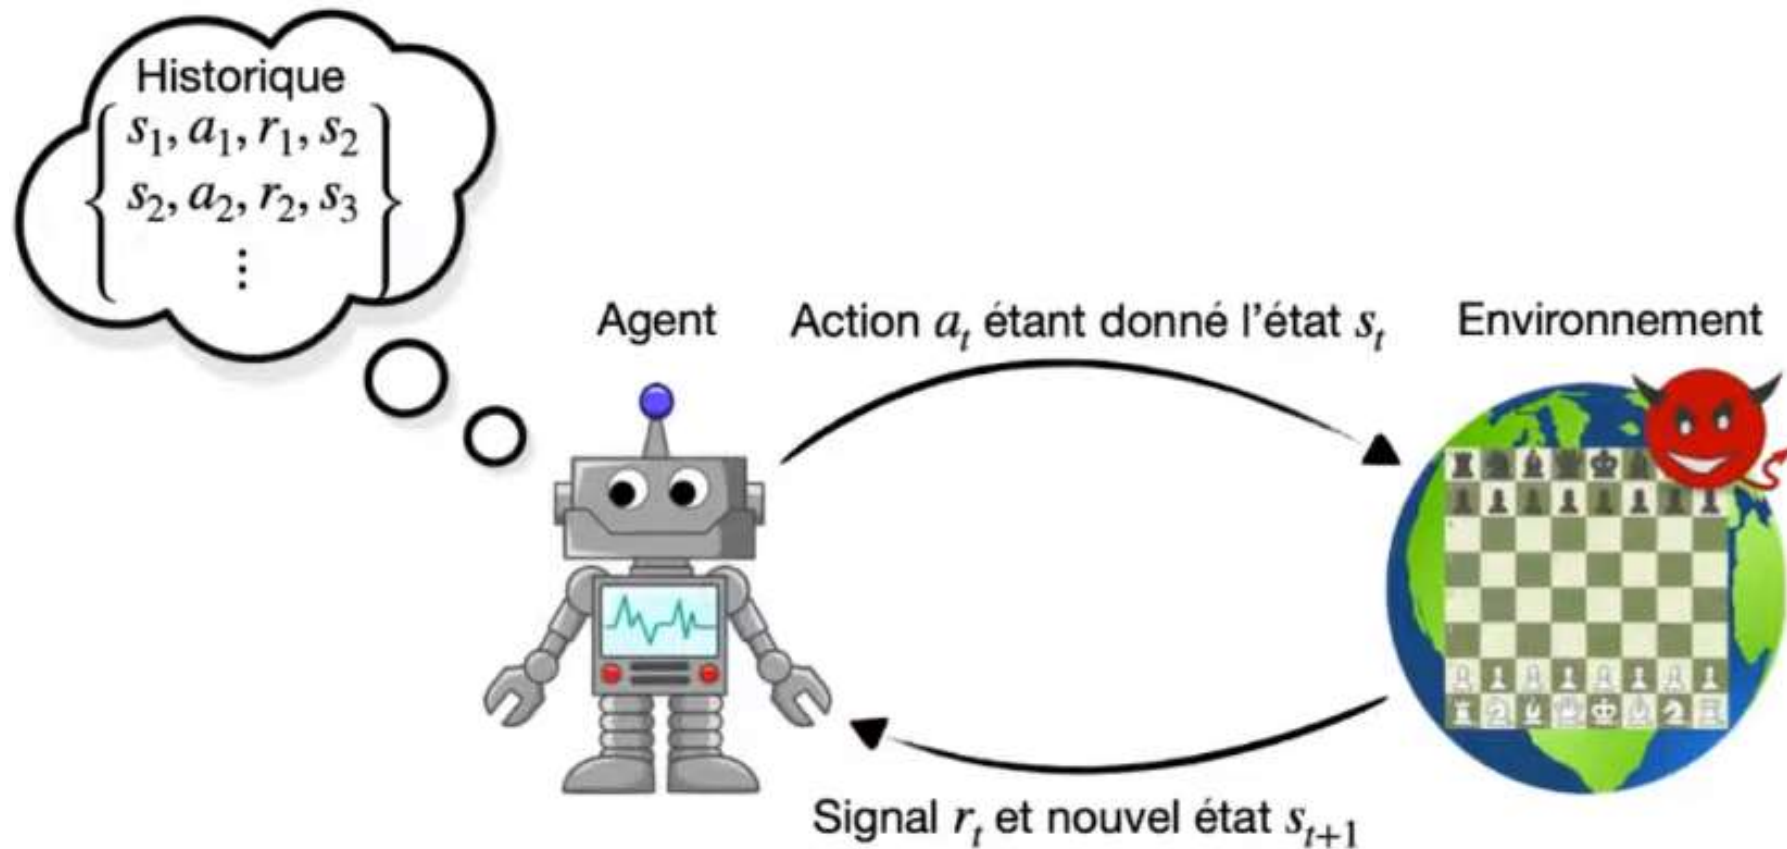 Historique
s₁, a₁, r₁, s₂
s₂, a₂, r₂, s₃
⋮
Agent
Action aₜ étant donné l'état sₜ
Environnement
Signal rₜ et nouvel état sₜ₊₁